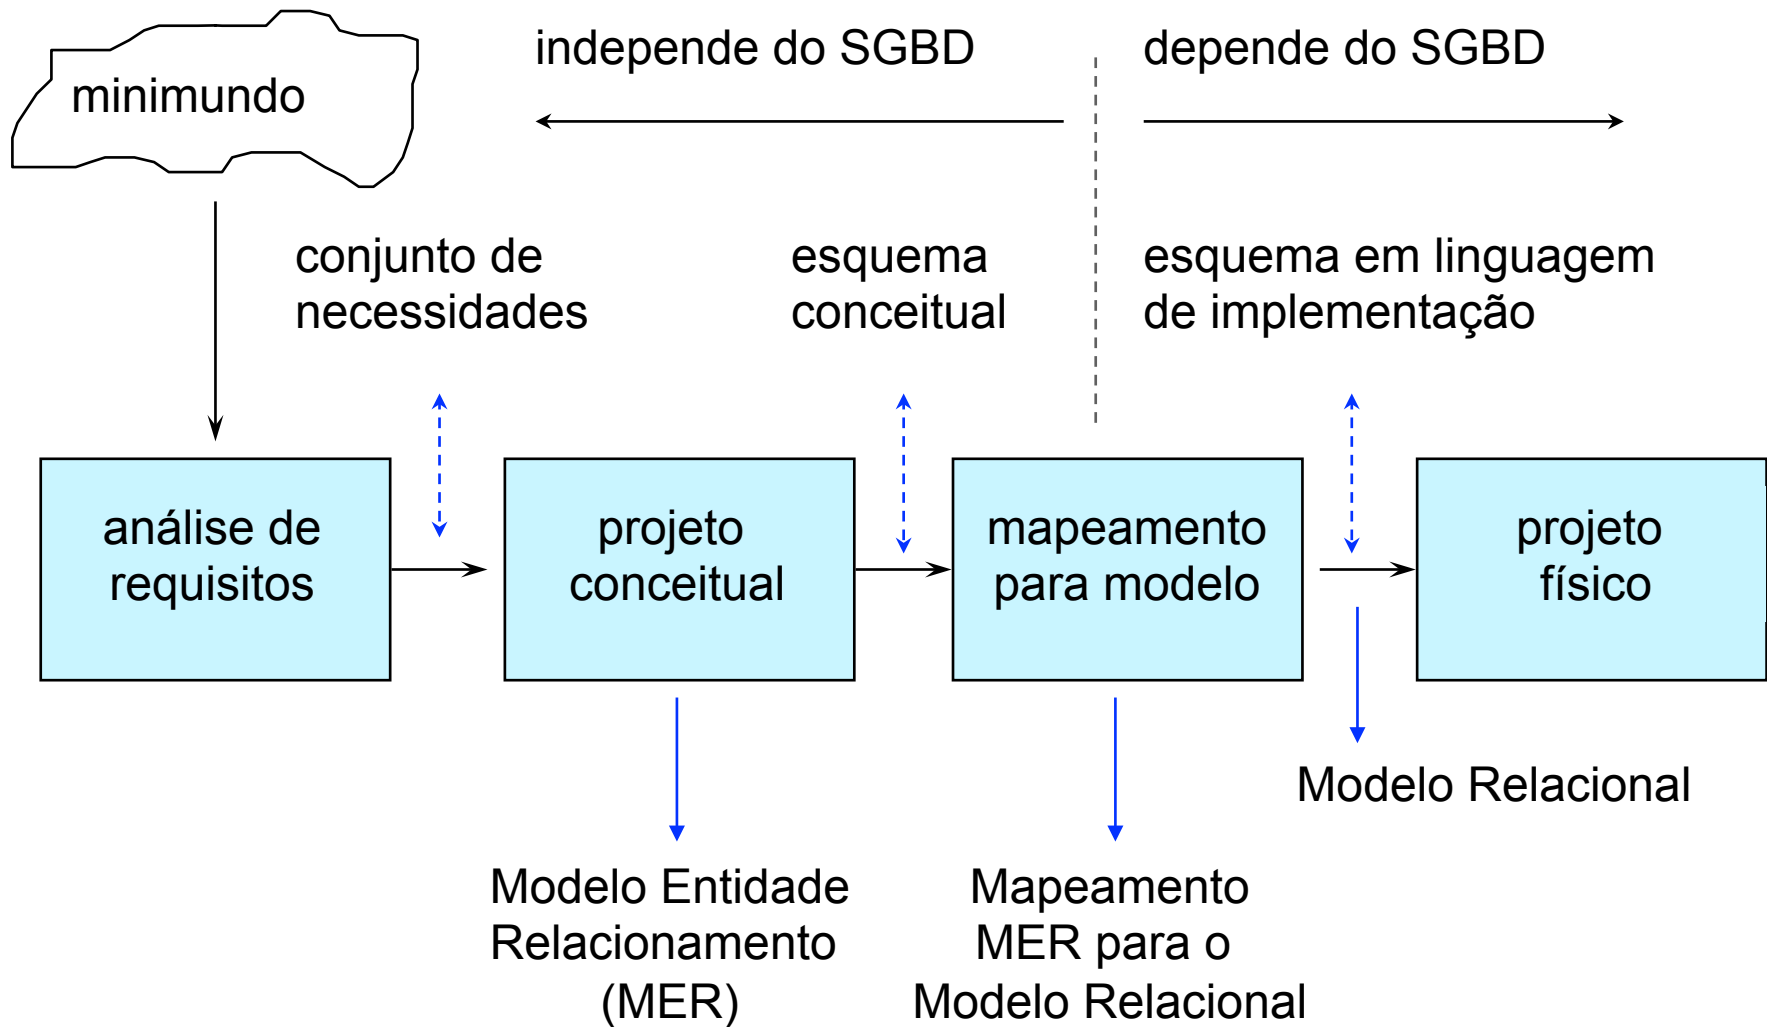 minimundo
independe do SGBD
depende do SGBD
conjunto de
necessidades
esquema
conceitual
esquema em linguagem
de implementação
análise de
requisitos
projeto
conceitual
mapeamento
para modelo
projeto
físico
Modelo Relacional
Modelo Entidade
Relacionamento
(MER)
Mapeamento
MER para o
Modelo Relacional